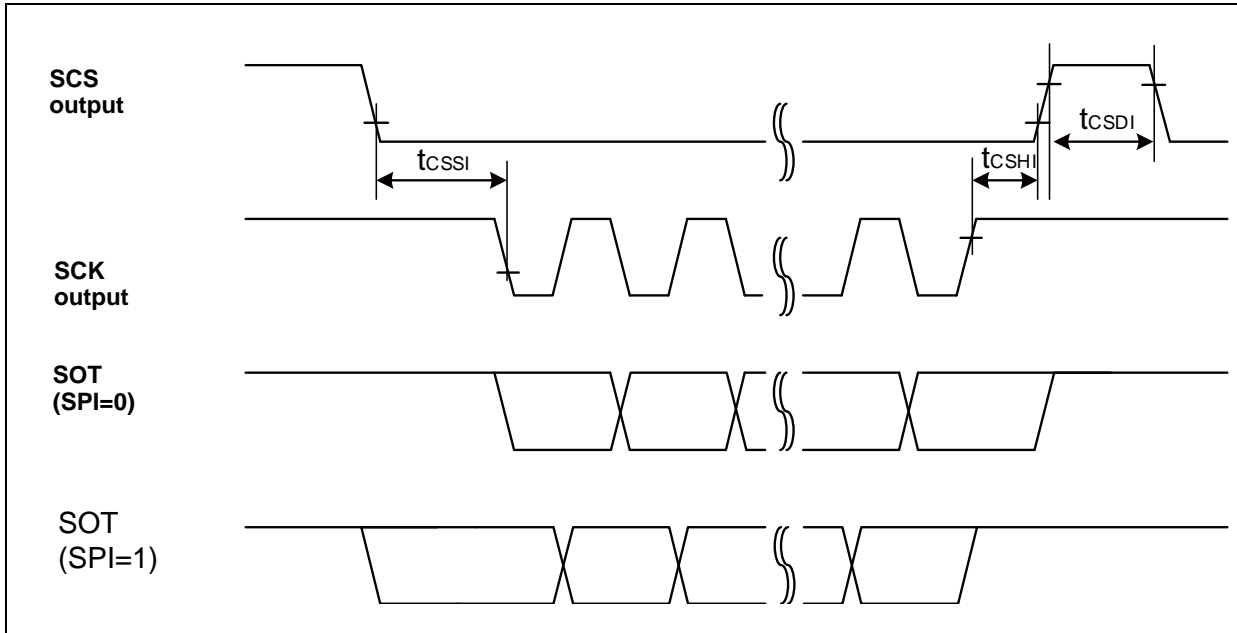 SCS
output
tCSDI
tCSSI
tCSHI
SCK
output
SOT
(SPI=0)
SOT
(SPI=1)